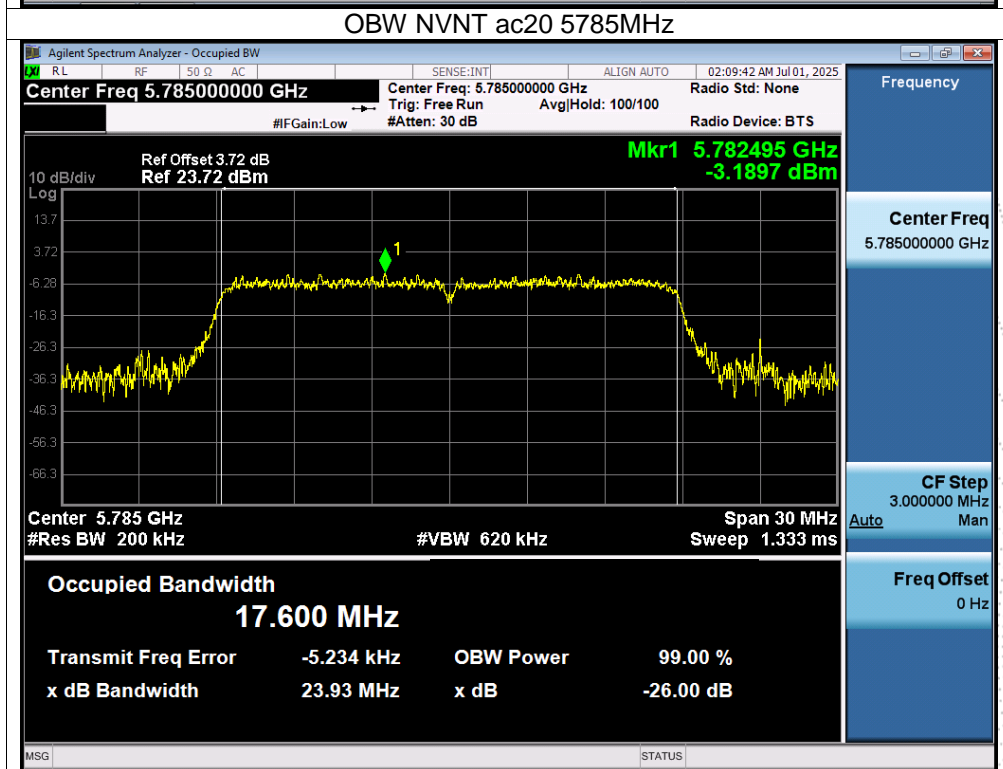 OBW NVNT ac20 5785MHz
Agilent Spectrum Analyzer - Occupied BW
LXI RL RF 50 Ω AC SENSE:INT ALIGN AUTO 02:09:42 AM Jul 01, 2025
Center Freq 5.785000000 GHz
Center Freq: 5.785000000 GHz
Radio Std: None
Trig: Free Run Avg|Hold: 100/100
#IFGain:Low
#Atten: 30 dB
Radio Device: BTS
Mkr1 5.782495 GHz
-3.1897 dBm
Ref Offset 3.72 dB
10 dB/div Ref 23.72 dBm
Log
13.7
3.72
1
-6.28
-16.3
-26.3
-36.3
-46.3
-56.3
-66.3
Center 5.785 GHz Span 30 MHz
#Res BW 200 kHz #VBW 620 kHz Sweep 1.333 ms
Occupied Bandwidth
17.600 MHz
Transmit Freq Error -5.234 kHz OBW Power 99.00 %
x dB Bandwidth 23.93 MHz x dB -26.00 dB
Frequency
Center Freq
5.785000000 GHz
CF Step
3.000000 MHz
Auto Man
Freq Offset
0 Hz
MSG STATUS